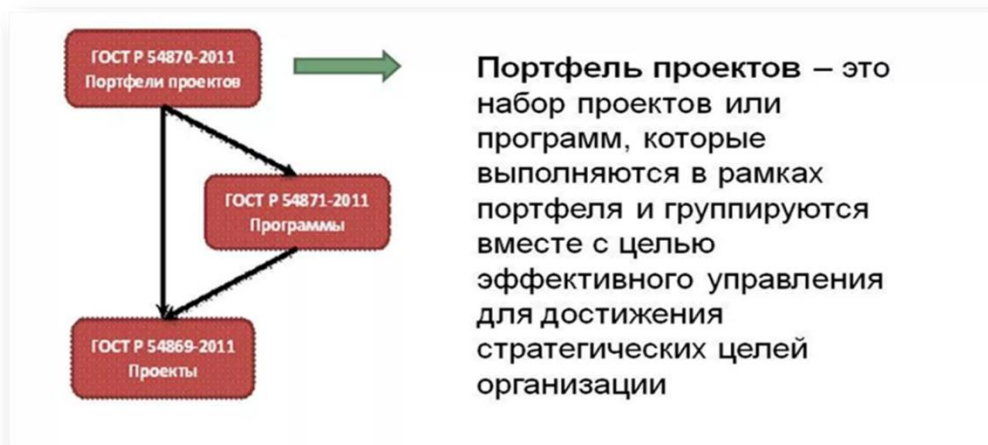 ГОСТ Р 54870-2011
Портфели проектов
ГОСТ Р 54871-2011
Программы
ГОСТ Р 54869-2011
Проекты
Портфель проектов – это
набор проектов или
программ, которые
выполняются в рамках
портфеля и группируются
вместе с целью
эффективного управления
для достижения
стратегических целей
организации